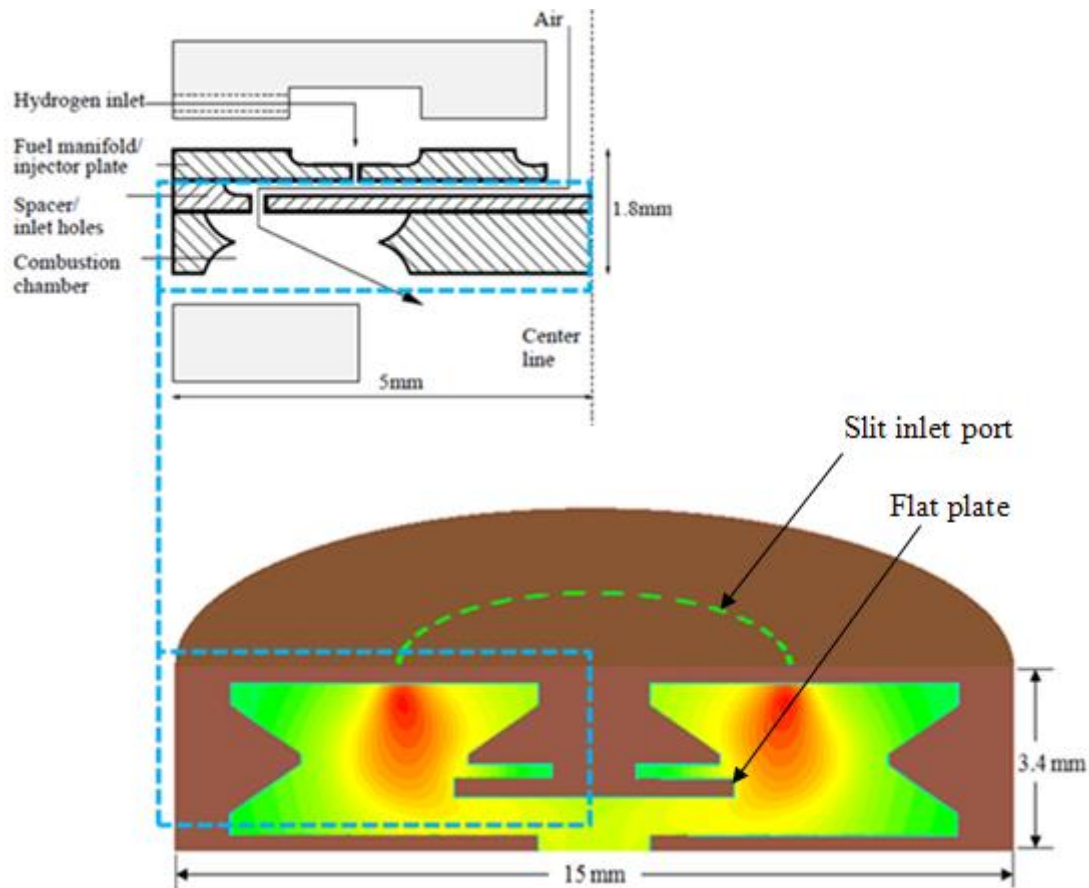 Air
Hydrogen inlet
Fuel manifold/
injector plate
Spacer/
inlet holes
Combustion
chamber
1.8mm
Center
line
5mm
Slit inlet port
Flat plate
3.4 mm
15 mm